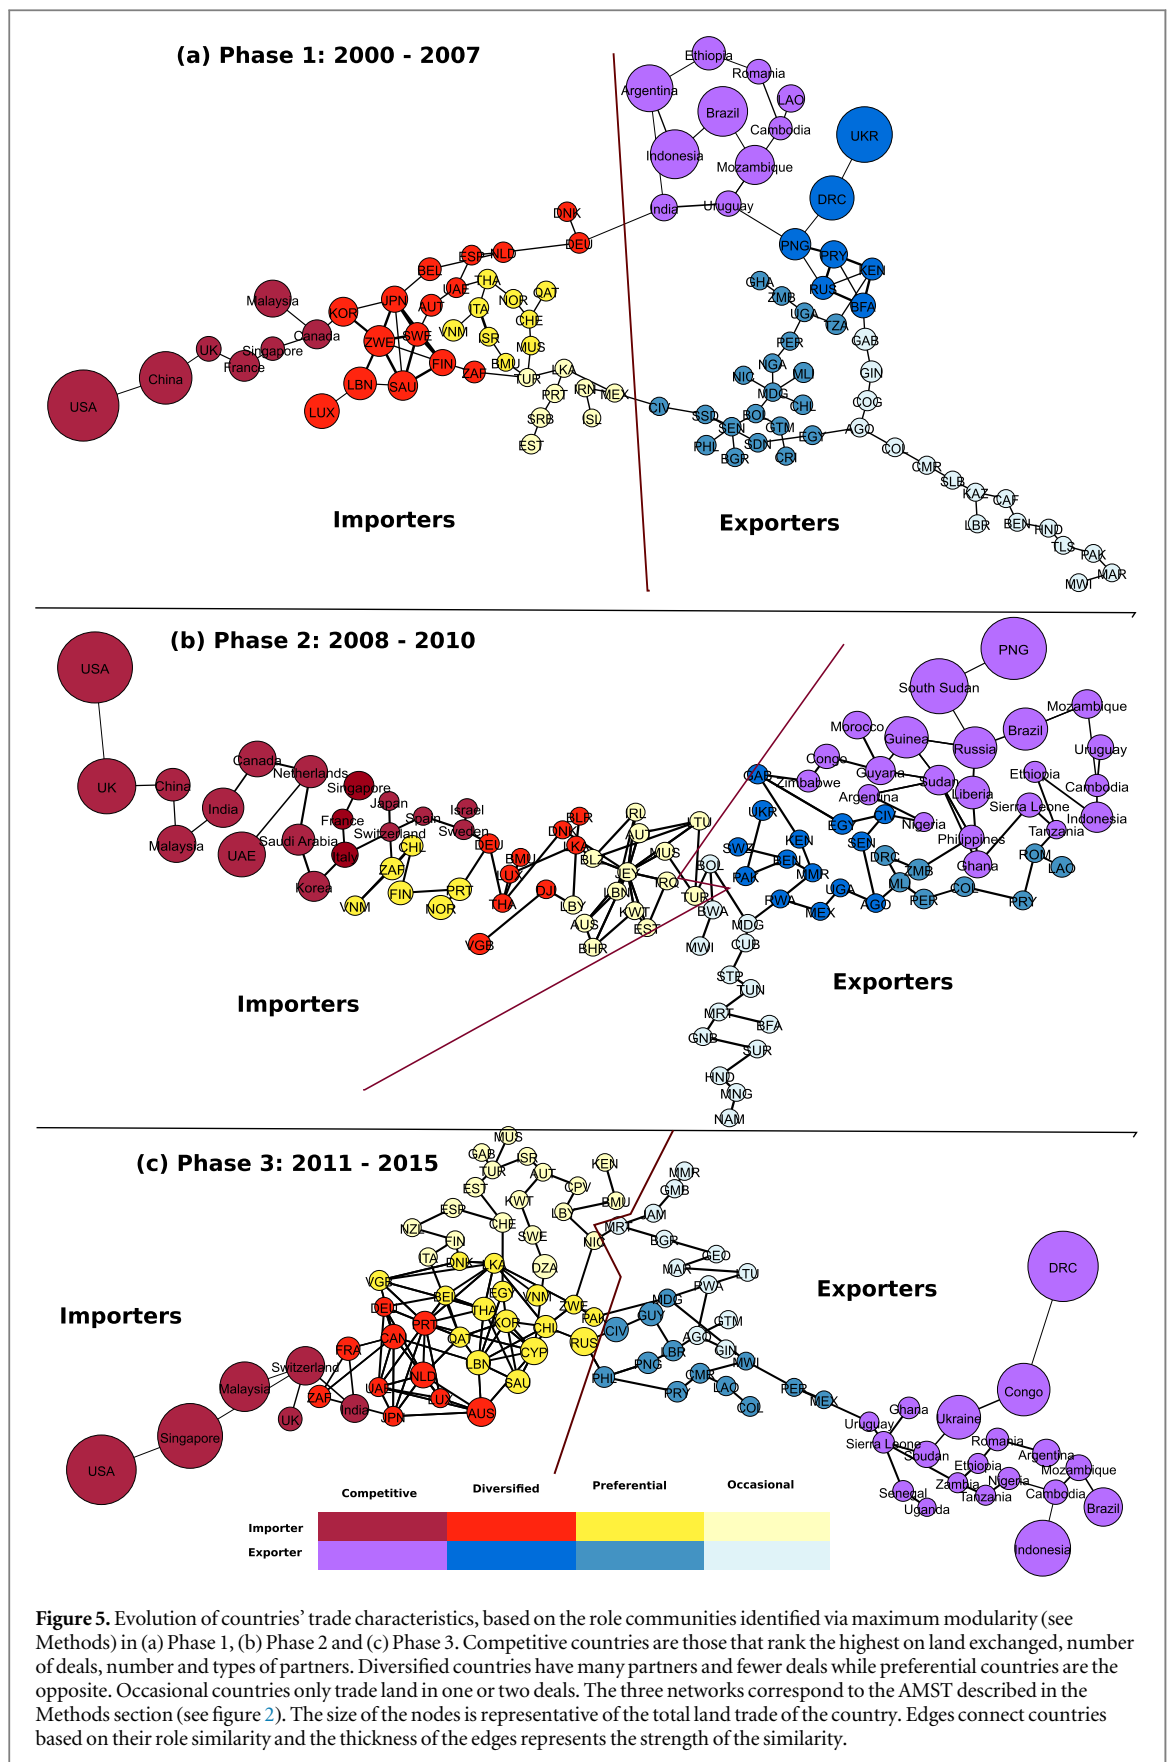 (a) Phase 1: 2000 - 2007
Ethiopia
Romania
Argentina
LAO
Brazil
Cambodia
UKR
Indonesia
Mozambique
DRC
India
Uruguay
DNK
DEU
PNG
PRY
KEN
ESP
NLD
BEL
RUS
BFA
UAE
THA
GHA
ZMB
NOR
QAT
Malaysia
JPN
AUT
ITA
UGA
TZA
KOR
CHE
VNM
Canada
ZWE
SWE
ISR
MUS
PER
GAB
UK
Singapore
France
FIN
BMU
NGA
GIN
China
ZAF
TUR
LKA
NIC
MLI
LBN
SAU
PRT
IRN
MEX
MDG
CHL
COG
USA
LUX
SRB
ISL
CIV
SSD
BOL
SEN
GTM
AGO
EST
PHL
SDN
EGY
BGR
CRI
COL
CMR
SLB
KAZ
CAF
LBR
BEN
HND
TLS
PAK
MAR
MWI
Importers
Exporters
(b) Phase 2: 2008 - 2010
USA
PNG
South Sudan
Mozambique
Morocco
Guinea
Brazil
Russia
Uruguay
Canada
Netherlands
Congo
Guyana
Ethiopia
UK
China
Singapore
GAB
Zimbabwe
Sudan
Cambodia
India
Japan
Israel
Argentina
Liberia
Sierra Leone
France
Spain
BLR
IRL
UKR
CIV
Indonesia
Switzerland
Sweden
DNK
AUT
LTU
EGY
Nigeria
Tanzania
Malaysia
Saudi Arabia
CHL
DEU
LKA
KEN
SEN
Philippines
UAE
Italy
BMU
BLZ
MUS
SWZ
BEN
DRC
ROM
ZAF
LUX
JEY
BOL
MMR
ZMB
Ghana
LAO
Korea
FIN
PRT
DJI
IRQ
PAK
MLI
VNM
NOR
THA
LBY
LBN
TUR
RWA
UGA
PER
COL
PRY
KWT
BWA
MEX
AGO
AUS
EST
MDG
VGB
BHR
MWI
CUB
STP
TUN
MRT
BFA
GNB
SUR
HND
MNG
NAM
Importers
Exporters
(c) Phase 3: 2011 - 2015
MUS
GAB
ISR
KEN
TUR
AUT
MMR
EST
CPV
GMB
KWT
BMU
ESP
LBY
JAM
NZL
CHE
MRT
FIN
SWE
NIC
BGR
ITA
DNK
LKA
DZA
GEO
MAR
LTU
DRC
VGB
EGY
RWA
BEL
VNM
MDG
DEU
THA
ZWE
PRT
KOR
CHL
PAK
GUY
CIV
GTM
CAN
QAT
RUS
AGO
FRA
CYP
LBR
GIN
LBN
PNG
MWI
Switzerland
NLD
SAU
PHL
CMR
Malaysia
UAE
PRY
LAO
PER
Congo
ZAF
LUX
MEX
India
COL
UK
JPN
AUS
Ghana
Uruguay
Ukraine
Singapore
Sierra Leone
Romania
Soudan
Argentina
USA
Ethiopia
Mozambique
Zambia
Nigeria
Senegal
Tanzania
Cambodia
Uganda
Brazil
Indonesia
Importers
Exporters
Competitive
Diversified
Preferential
Occasional
Importer
Exporter
Figure 5. Evolution of countries’ trade characteristics, based on the role communities identified via maximum modularity (see
Methods) in (a) Phase 1, (b) Phase 2 and (c) Phase 3. Competitive countries are those that rank the highest on land exchanged, number
of deals, number and types of partners. Diversified countries have many partners and fewer deals while preferential countries are the
opposite. Occasional countries only trade land in one or two deals. The three networks correspond to the AMST described in the
Methods section (see figure 2). The size of the nodes is representative of the total land trade of the country. Edges connect countries
based on their role similarity and the thickness of the edges represents the strength of the similarity.